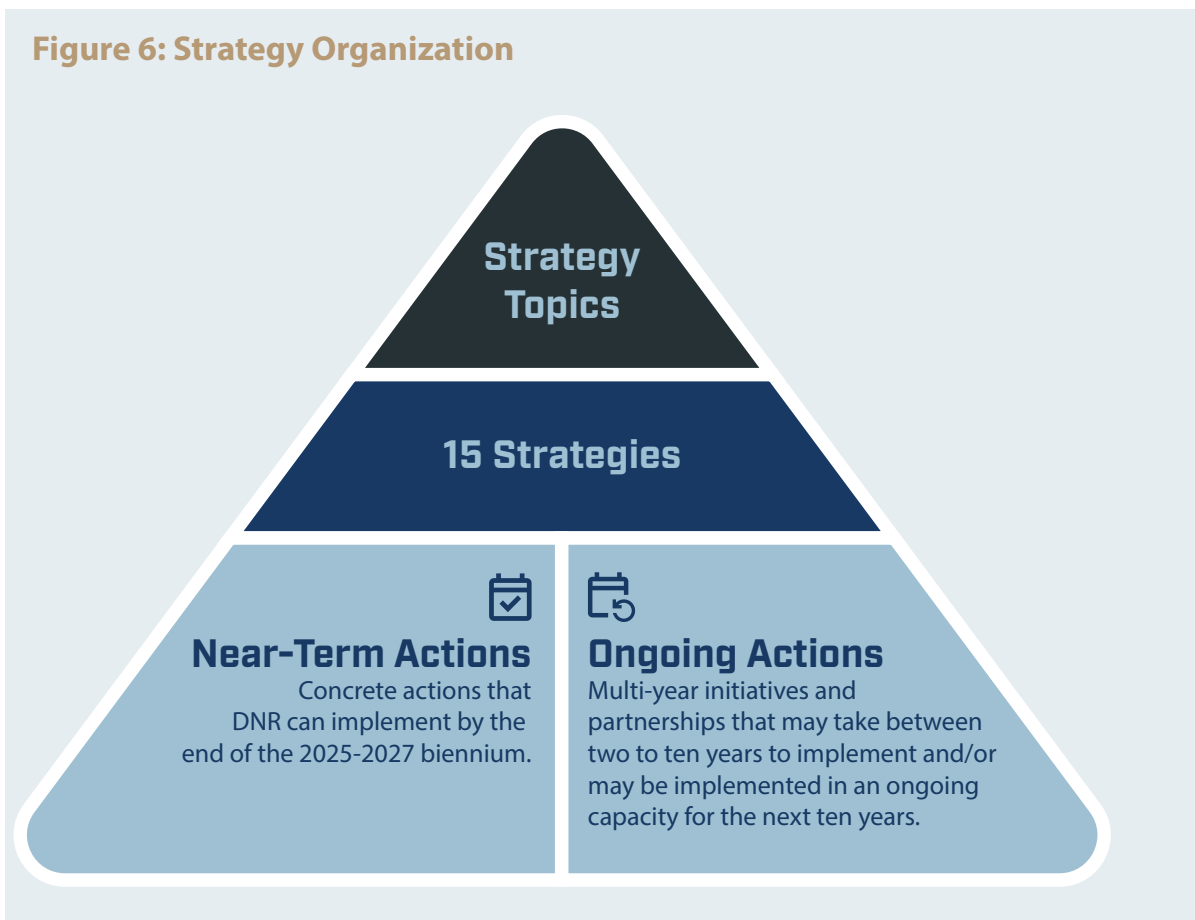 Figure 6: Strategy Organization
Strategy
Topics
15 Strategies
Near-Term Actions
Concrete actions that
DNR can implement by the
end of the 2025-2027 biennium.
Ongoing Actions
Multi-year initiatives and
partnerships that may take between
two to ten years to implement and/or
may be implemented in an ongoing
capacity for the next ten years.